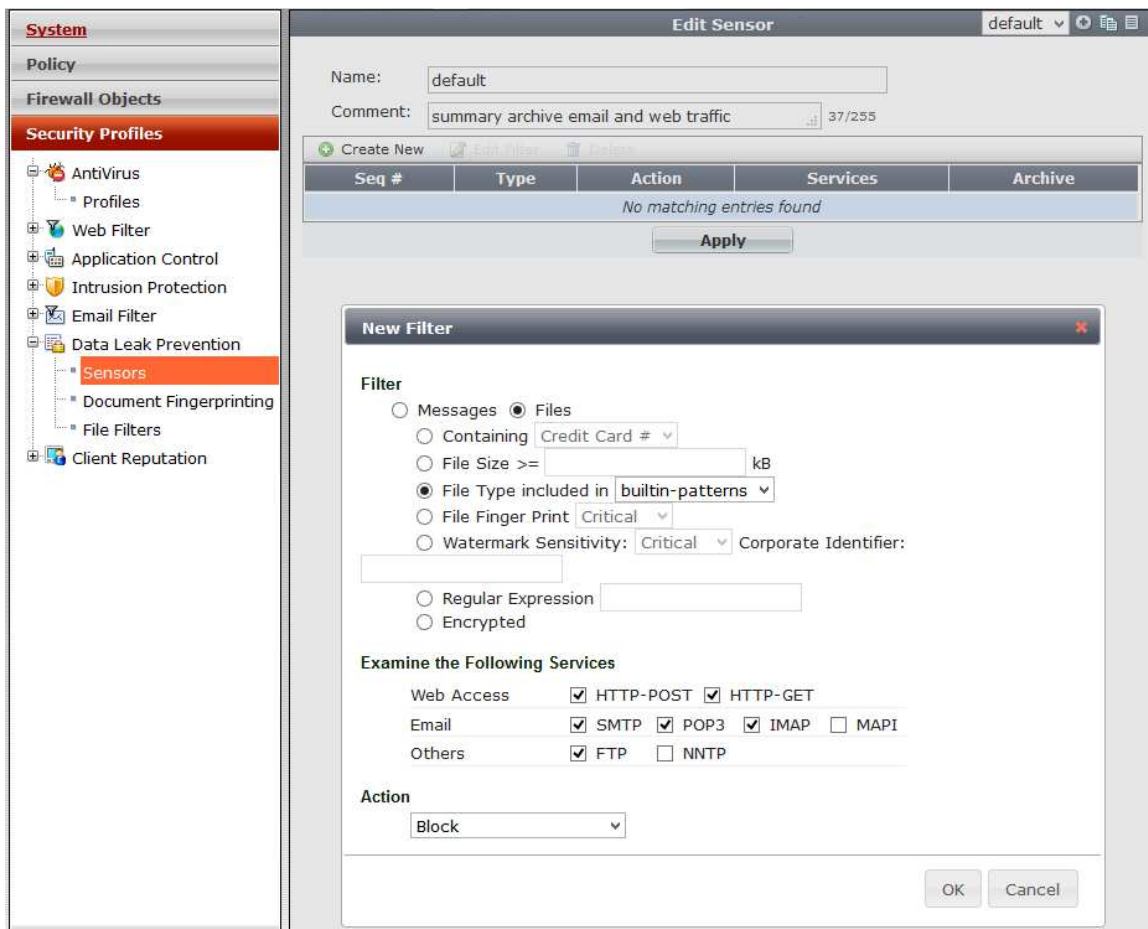 System
Policy
Firewall Objects
Security Profiles
AntiVirus
Profiles
Web Filter
Application Control
Intrusion Protection
Email Filter
Data Leak Prevention
Sensors
Document Fingerprinting
File Filters
Client Reputation
Edit Sensor
default
Name: default
Comment: summary archive email and web traffic 37/255
Create New Edit Filter Delete
Seq # Type Action Services Archive
No matching entries found
Apply
New Filter
Filter
Messages Files
Containing Credit Card #
File Size >= kB
File Type included in builtin-patterns
File Finger Print Critical
Watermark Sensitivity: Critical Corporate Identifier:
Regular Expression
Encrypted
Examine the Following Services
Web Access HTTP-POST HTTP-GET
Email SMTP POP3 IMAP MAPI
Others FTP NNTP
Action
Block
OK Cancel